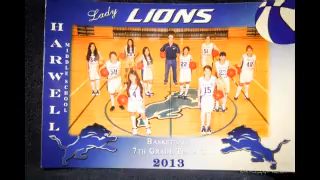 Lady LIONS
HARWELL
MIDDLE SCHOOL
BASKETBALL
7TH GRADE
2013